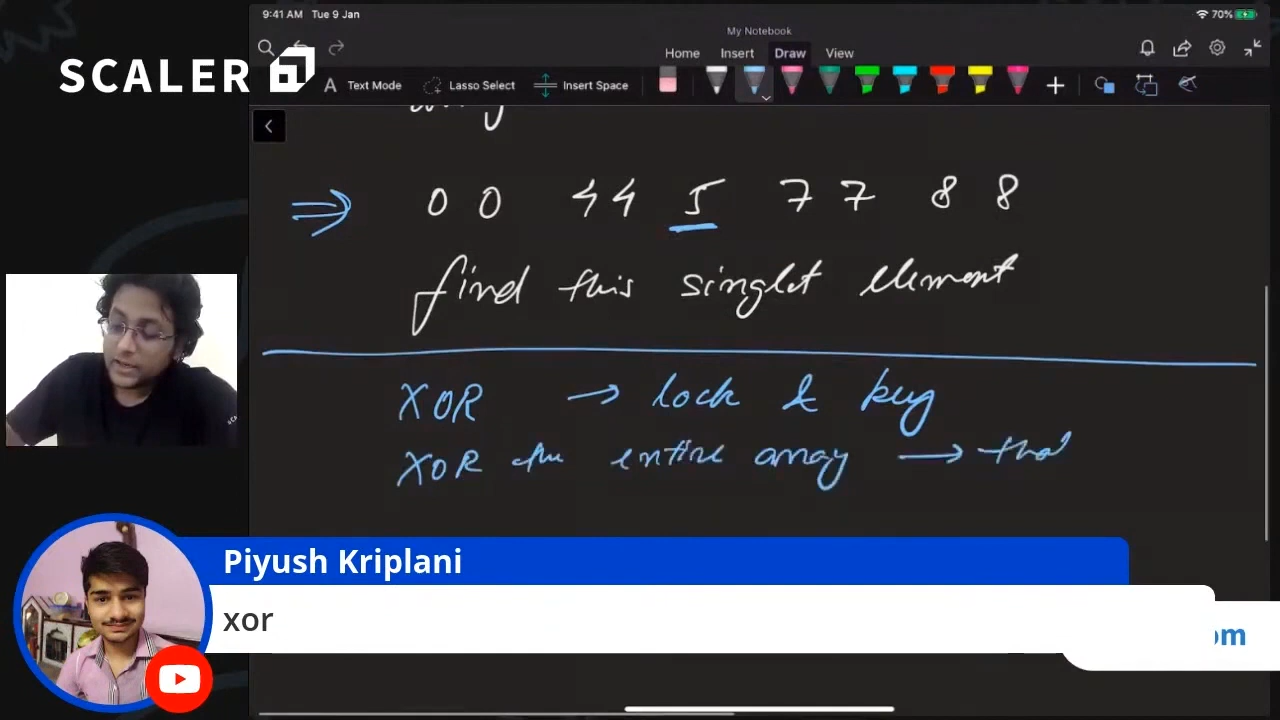 9:41 AM Tue 9 Jan
70%
My Notebook
SCALER
Home Insert Draw View
Text Mode Lasso Select Insert Space
0 0 4 4 5 7 7 8 8
find this singlet element
XOR → lock & key
XOR the entire array → that
Piyush Kriplani
xor
om